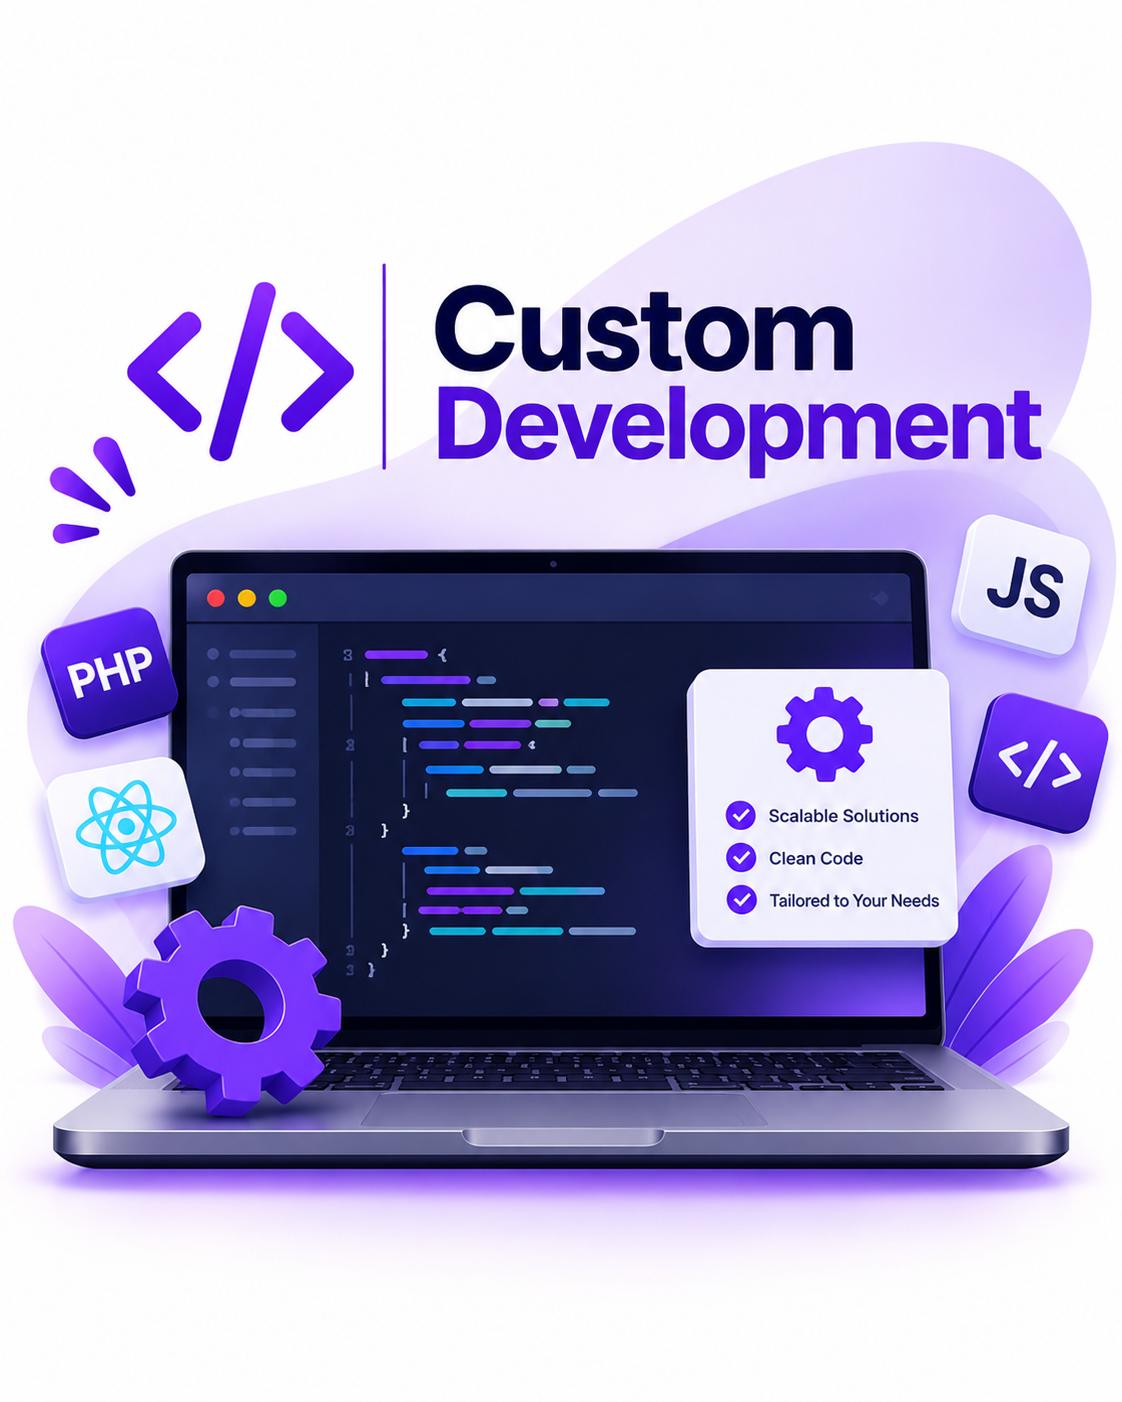 </>
Custom
Development
JS
PHP
</>
Scalable Solutions
Clean Code
Tailored to Your Needs